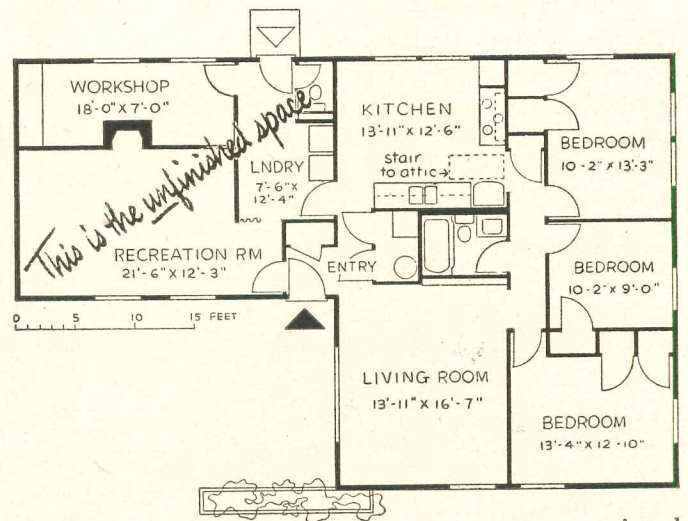 WORKSHOP
18'-0" X 7'-0"
This is the unfinished space
KITCHEN
13'-11" X 12'-6"
stair
to attic→
LNDRY
7'-6" X
12'-4"
BEDROOM
10-2" X 13'-3"
RECREATION RM
21'-6" X 12'-3"
ENTRY
BEDROOM
10-2" X 9'-0"
0 5 10 15 FEET
LIVING ROOM
13'-11" X 16'-7"
BEDROOM
13'-4" X 12-10"